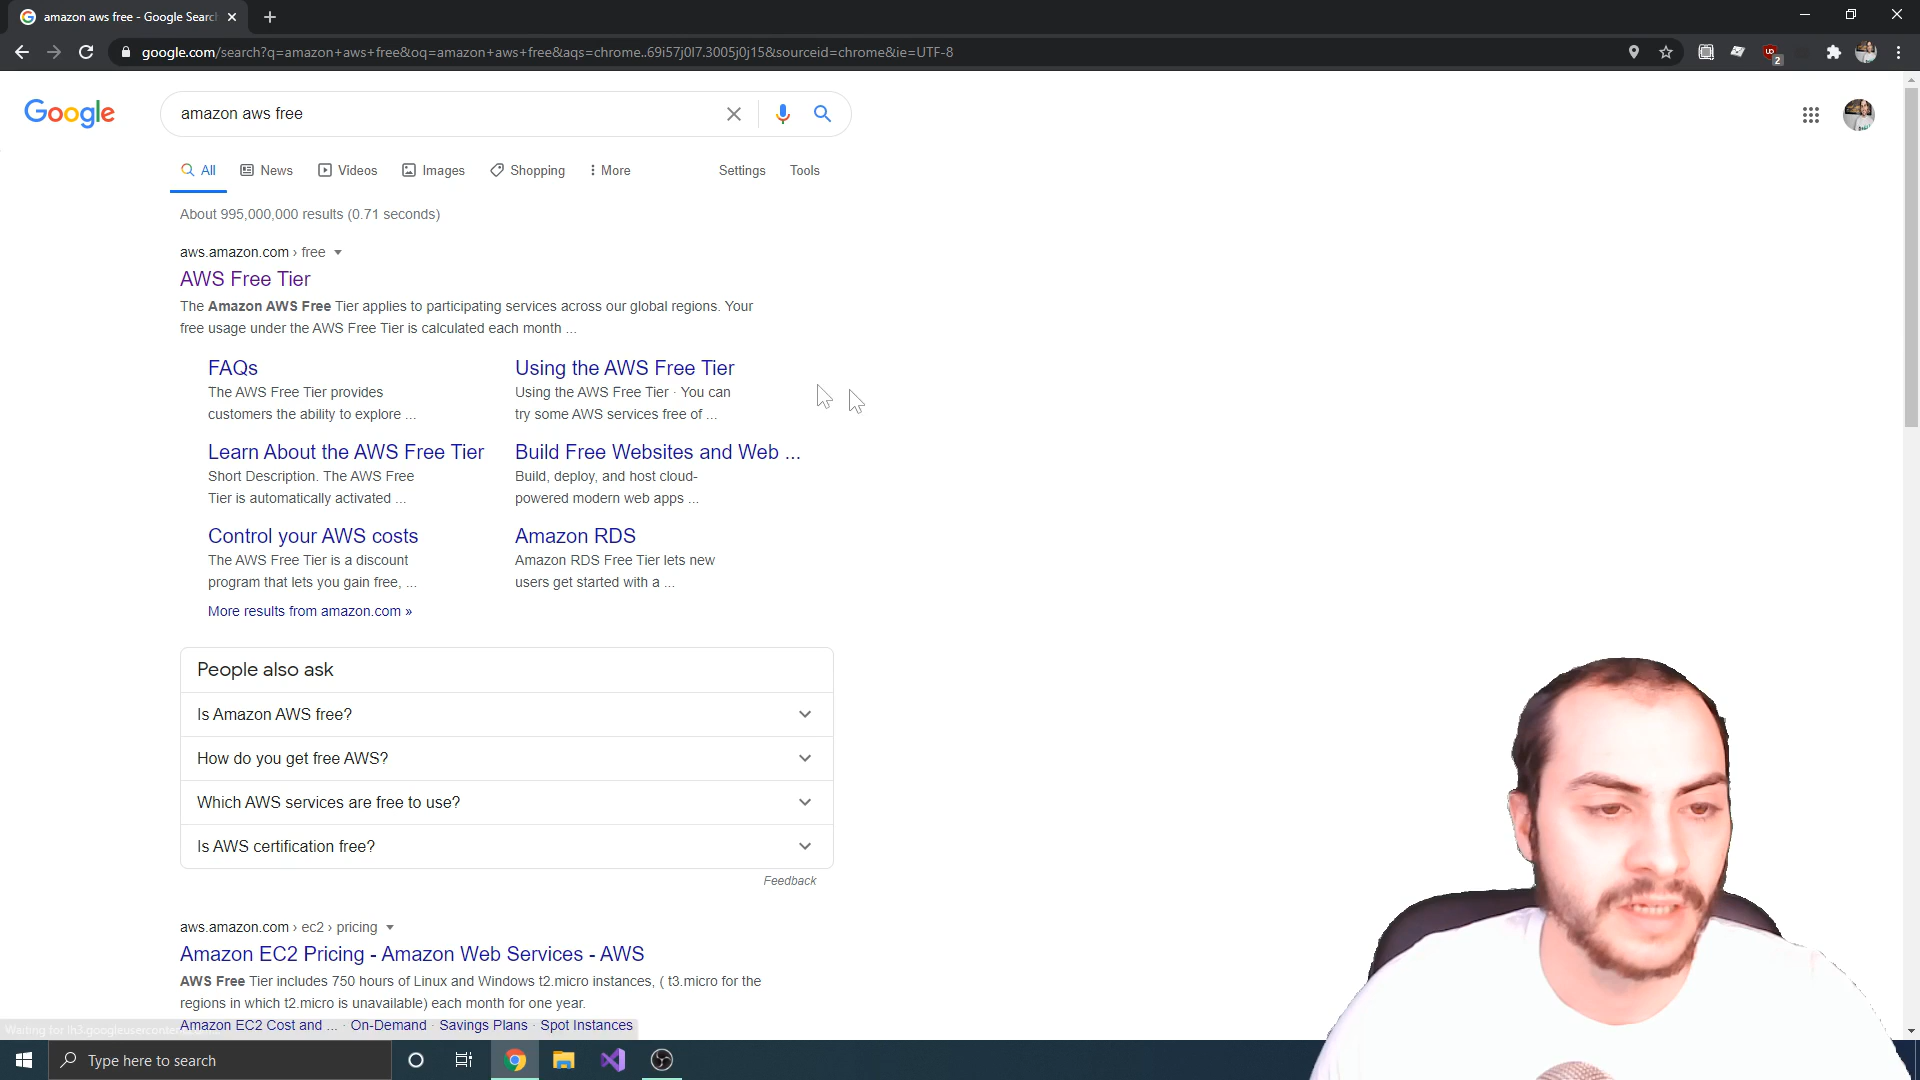 amazon aws free - Google Search
google.com/search?q=amazon+aws+free&oq=amazon+aws+free&aqs=chrome..69i57j0l7.3005j0j15&sourceid=chrome&ie=UTF-8
2
Google
amazon aws free
All News Videos Images Shopping More Settings Tools
About 995,000,000 results (0.71 seconds)
aws.amazon.com › free
AWS Free Tier
The Amazon AWS Free Tier applies to participating services across our global regions. Your
free usage under the AWS Free Tier is calculated each month ...
FAQs
The AWS Free Tier provides
customers the ability to explore ...
Using the AWS Free Tier
Using the AWS Free Tier · You can
try some AWS services free of ...
Learn About the AWS Free Tier
Short Description. The AWS Free
Tier is automatically activated ...
Build Free Websites and Web ...
Build, deploy, and host cloud-
powered modern web apps ...
Control your AWS costs
The AWS Free Tier is a discount
program that lets you gain free, ...
Amazon RDS
Amazon RDS Free Tier lets new
users get started with a ...
More results from amazon.com »
People also ask
Is Amazon AWS free?
How do you get free AWS?
Which AWS services are free to use?
Is AWS certification free?
Feedback
aws.amazon.com › ec2 › pricing
Amazon EC2 Pricing - Amazon Web Services - AWS
AWS Free Tier includes 750 hours of Linux and Windows t2.micro instances, ( t3.micro for the
regions in which t2.micro is unavailable) each month for one year.
Amazon EC2 Cost and ... · On-Demand · Savings Plans · Spot Instances
Waiting for
Type here to search